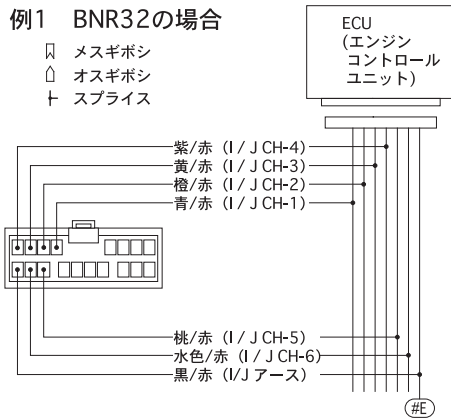 例1 BNR32の場合
メスギボシ
オスギボシ
スプライス
ECU
(エンジン
コントロール
ユニット)
紫/赤 (I / J CH-4)
黄/赤 (I / J CH-3)
橙/赤 (I / J CH-2)
青/赤 (I / J CH-1)
桃/赤 (I / J CH-5)
水色/赤 (I / J CH-6)
黒/赤 (I/J アース)
#E